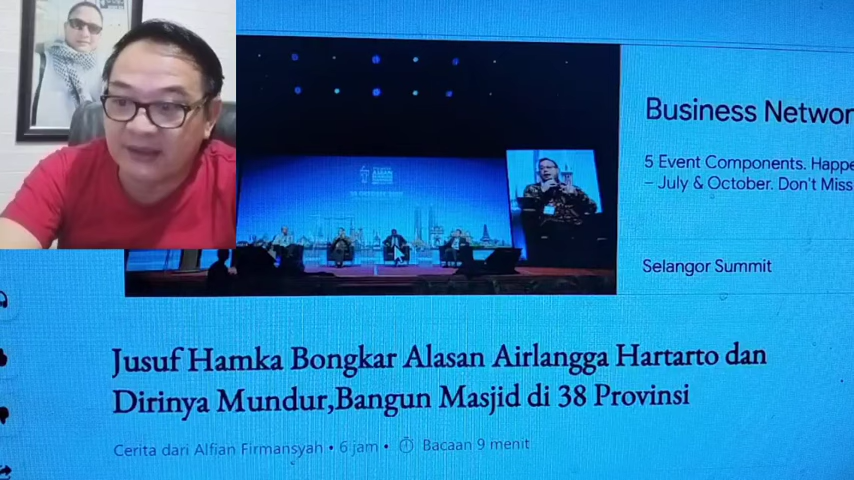 Business Networ
5 Event Components. Happe
– July & October. Don't Miss
Selangor Summit
Jusuf Hamka Bongkar Alasan Airlangga Hartarto dan
Dirinya Mundur,Bangun Masjid di 38 Provinsi
Cerita dari Alfian Firmansyah • 6 jam • Bacaan 9 menit